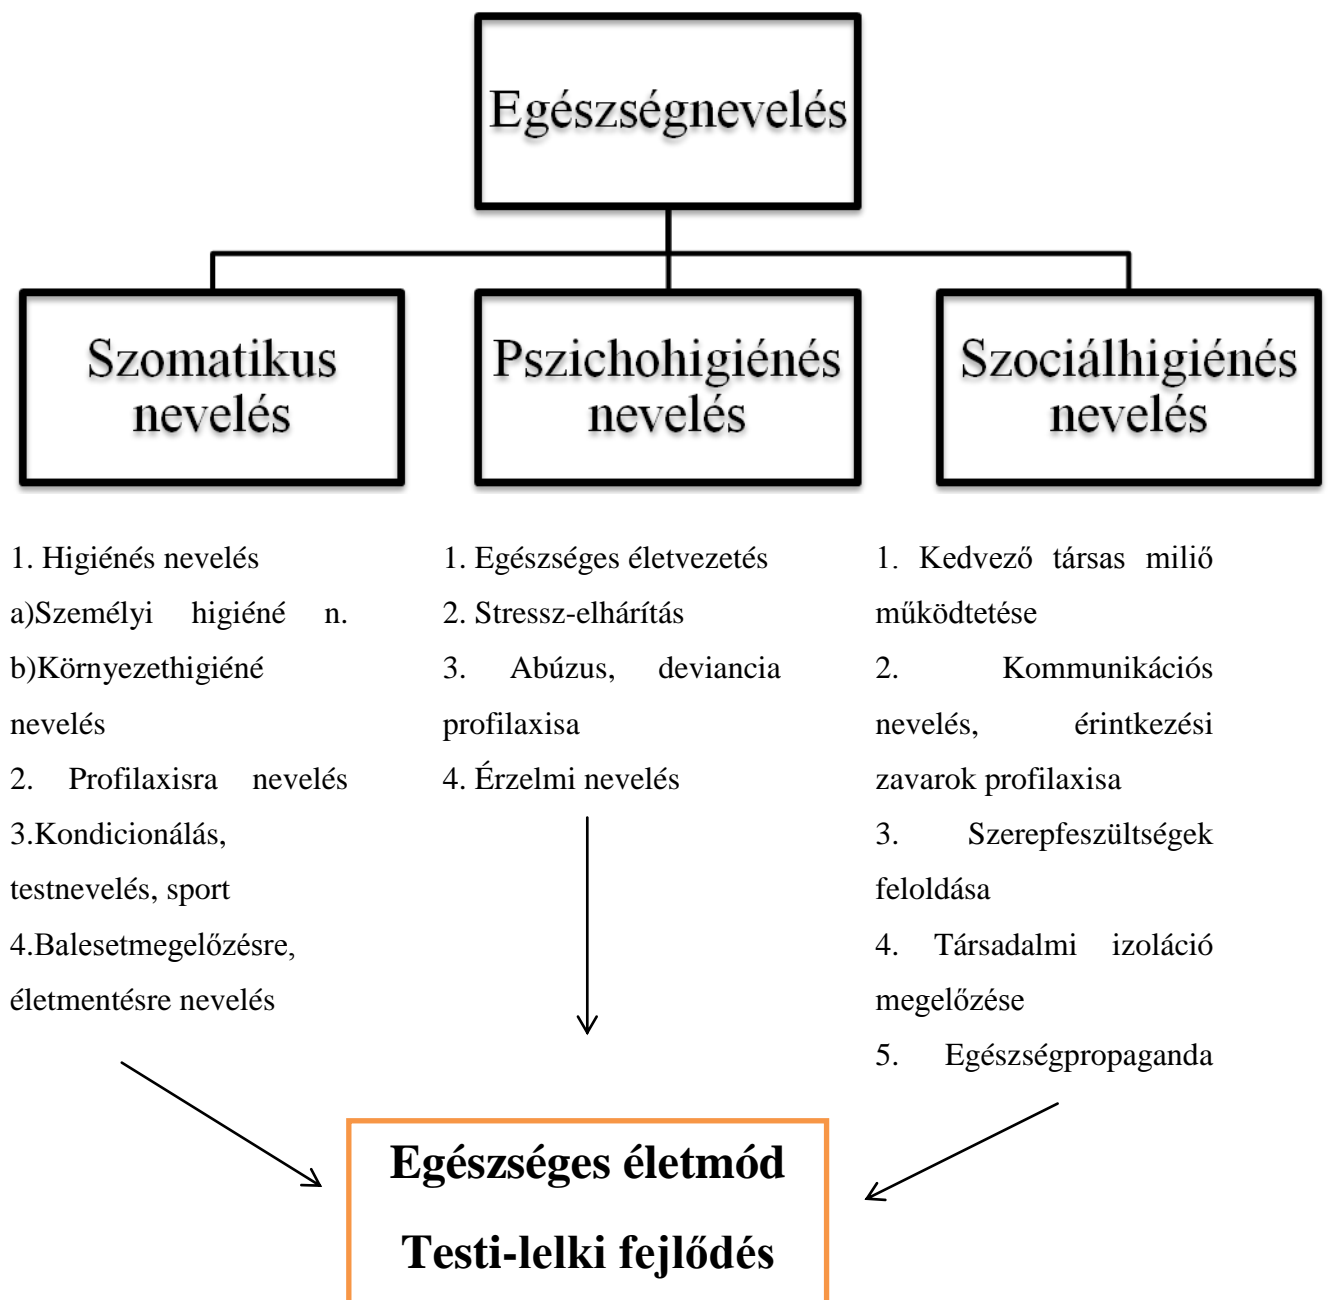 Egészségnevelés
Szomatikus
nevelés
Pszichohigiénés
nevelés
Szociálhigiénés
nevelés
1. Higiénés nevelés
a)Személyi higiéné n.
b)Környezethigiéné
nevelés
2. Profilaxisra nevelés
3.Kondicionálás,
testnevelés, sport
4.Balesetmegelőzésre,
életmentésre nevelés
1. Egészséges életvezetés
2. Stressz-elhárítás
3. Abúzus, deviancia
profilaxisa
4. Érzelmi nevelés
1. Kedvező társas miliő
működtetése
2. Kommunikációs
nevelés, érintkezési
zavarok profilaxisa
3. Szerepfeszültségek
feloldása
4. Társadalmi izoláció
megelőzése
5. Egészségpropaganda
Egészséges életmód
Testi-lelki fejlődés